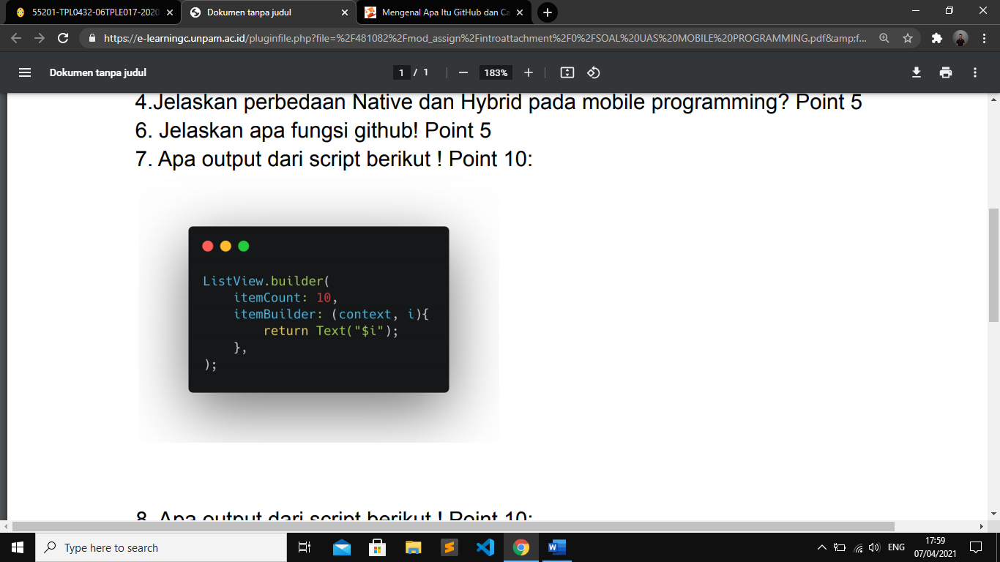 55201-TPL0432-06TPLE017-2020
Dokumen tanpa judul
Mengenal Apa Itu GitHub dan Ca
https://e-learningc.unpam.ac.id/pluginfile.php?file=%2F481082%2Fmod_assign%2Fintroattachment%2F0%2FSOAL%20UAS%20MOBILE%20PROGRAMMING.pdf&amp;f...
Dokumen tanpa judul
1 / 1
183%
4.Jelaskan perbedaan Native dan Hybrid pada mobile programming? Point 5
6. Jelaskan apa fungsi github! Point 5
7. Apa output dari script berikut ! Point 10:
ListView.builder(
itemCount: 10,
itemBuilder: (context, i){
return Text("$i");
},
);
8. Apa output dari script berikut ! Point 10:
Type here to search
ENG
17:59
07/04/2021